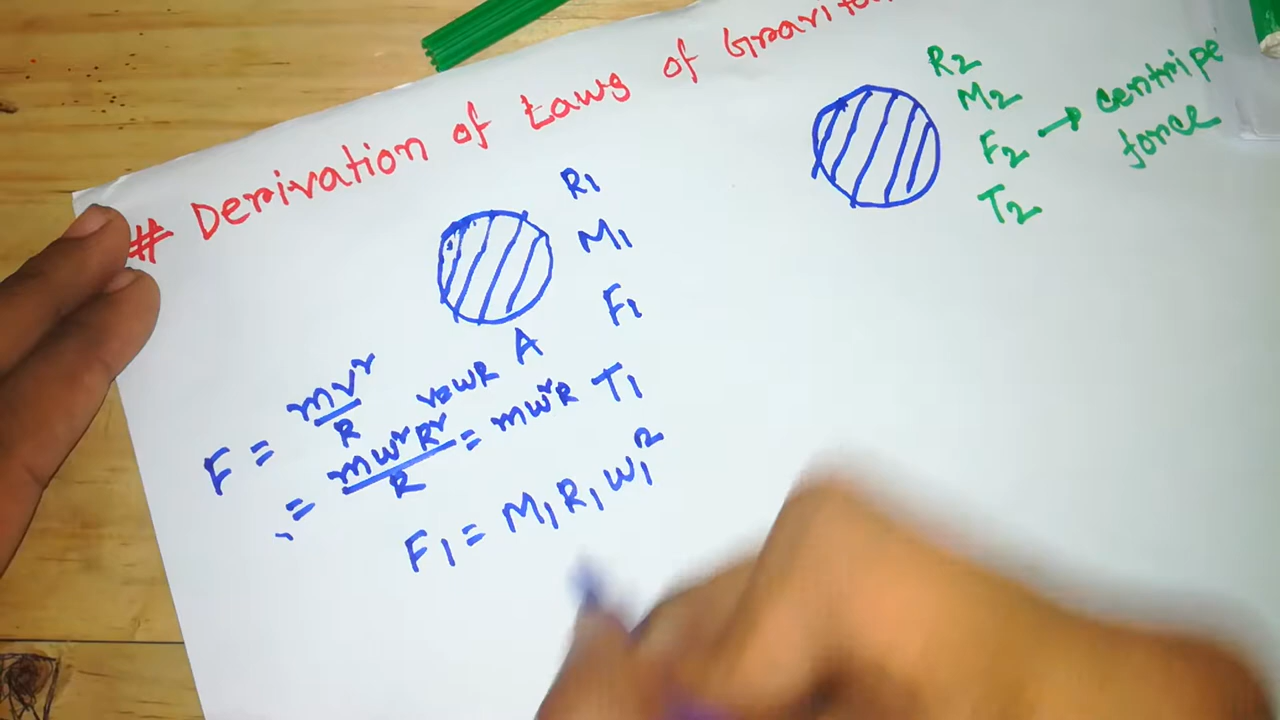 # Derivation of Laws of Gravitat
R1
M1
F1
A
T1
R2
M2
F2 → centripe
force
T2
F = mv²/R v=ωR
= mω²R²/R = mω²R
F1 = M1R1ω1²